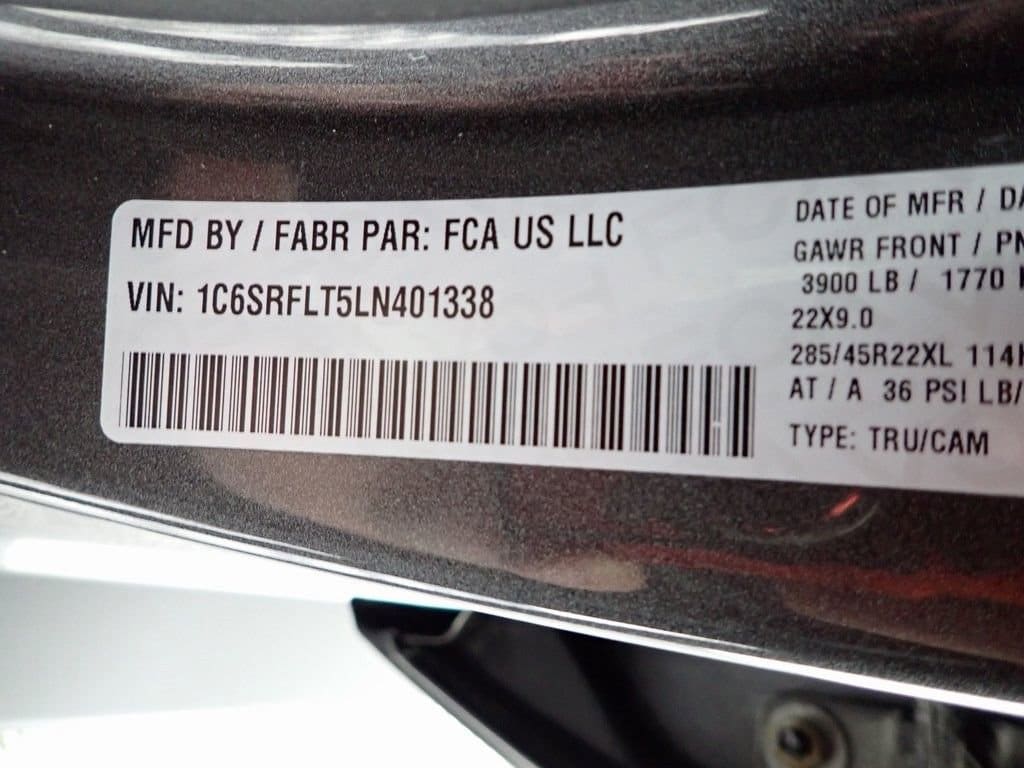 MFD BY / FABR PAR: FCA US LLC
VIN: 1C6SRFLT5LN401338
DATE OF MFR /
GAWR FRONT /
3900 LB / 1770
22X9.0
285/45R22XL
AT / A 36 PSI LB/
TYPE: TRU/CAM